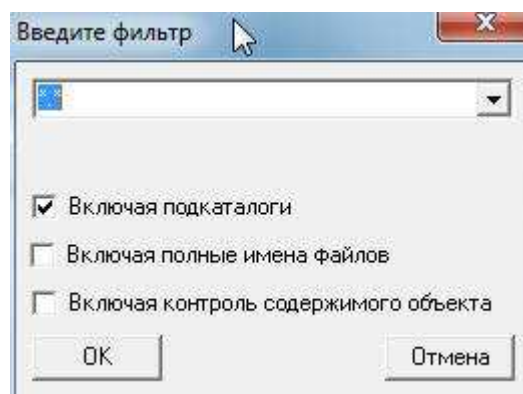 Введите фильтр
*.*
Включая подкаталоги
Включая полные имена файлов
Включая контроль содержимого объекта
OK
Отмена